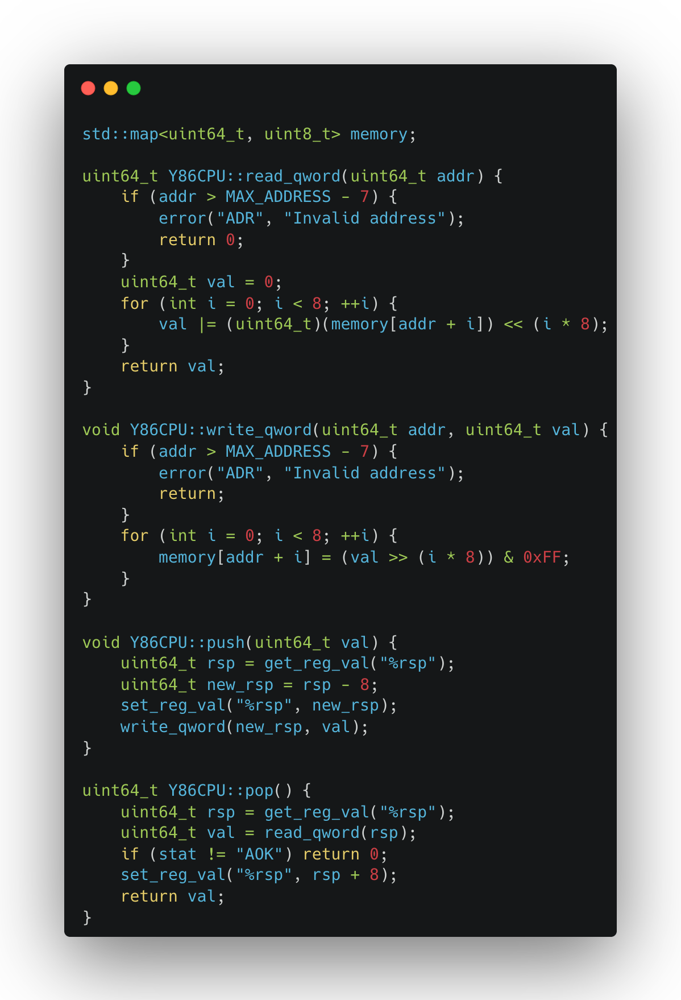 std::map<uint64_t, uint8_t> memory;

uint64_t Y86CPU::read_qword(uint64_t addr) {
    if (addr > MAX_ADDRESS - 7) {
        error("ADR", "Invalid address");
        return 0;
    }
    uint64_t val = 0;
    for (int i = 0; i < 8; ++i) {
        val |= (uint64_t)(memory[addr + i]) << (i * 8);
    }
    return val;
}

void Y86CPU::write_qword(uint64_t addr, uint64_t val) {
    if (addr > MAX_ADDRESS - 7) {
        error("ADR", "Invalid address");
        return;
    }
    for (int i = 0; i < 8; ++i) {
        memory[addr + i] = (val >> (i * 8)) & 0xFF;
    }
}

void Y86CPU::push(uint64_t val) {
    uint64_t rsp = get_reg_val("%rsp");
    uint64_t new_rsp = rsp - 8;
    set_reg_val("%rsp", new_rsp);
    write_qword(new_rsp, val);
}

uint64_t Y86CPU::pop() {
    uint64_t rsp = get_reg_val("%rsp");
    uint64_t val = read_qword(rsp);
    if (stat != "AOK") return 0;
    set_reg_val("%rsp", rsp + 8);
    return val;
}